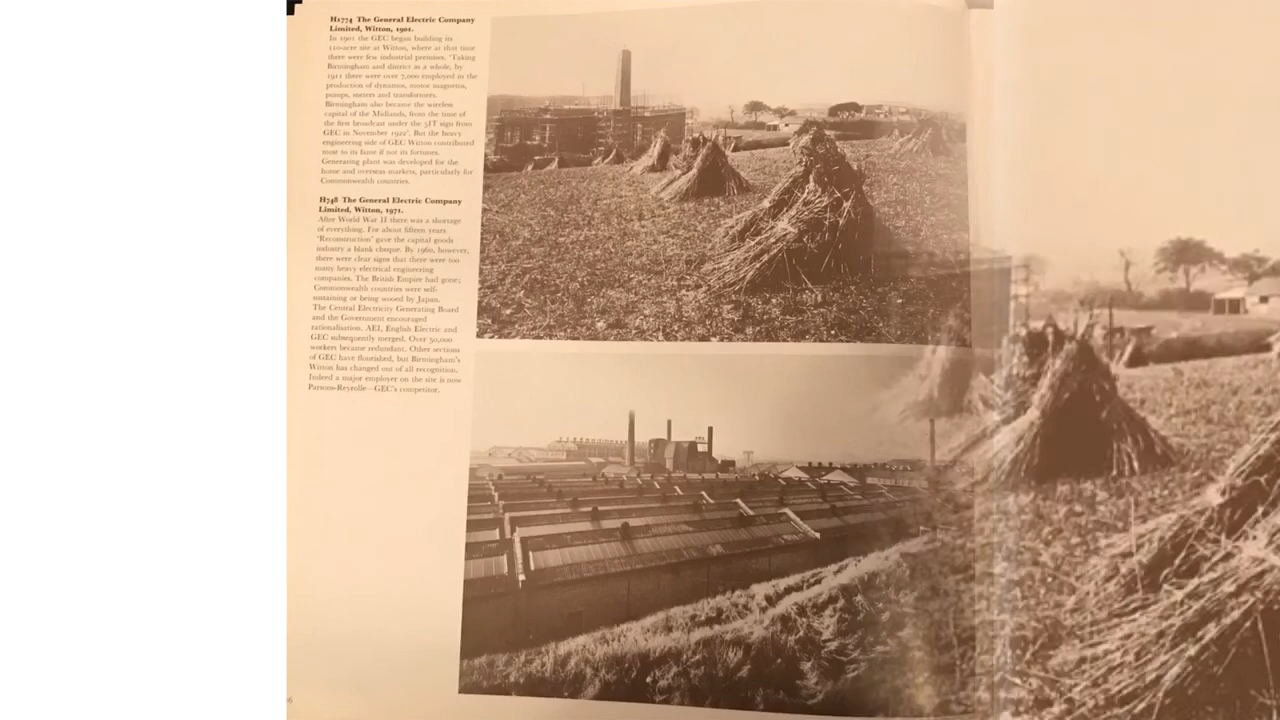 H1774 The General Electric Company
Limited, Witton, 1901.
In 1901 the GEC began building its
110-acre site at Witton, where at that time
there were few industrial premises. 'Taking
Birmingham and district as a whole, by
1911 there were over 7,000 employed in the
production of dynamos, motor magnetos,
pumps, meters and transformers.
Birmingham also became the wireless
capital of the Midlands, from the time of
the first broadcast under the 5IT sign from
GEC in November 1922'. But the heavy
engineering side of GEC Witton contributed
most to its fame if not its fortunes.
Generating plant was developed for the
home and overseas markets, particularly for
Commonwealth countries.
H748 The General Electric Company
Limited, Witton, 1971.
After World War II there was a shortage
of everything. For about fifteen years
'Reconstruction' gave the capital goods
industry a blank cheque. By 1960, however,
there were clear signs that there were too
many heavy electrical engineering
companies. The British Empire had gone;
Commonwealth countries were self-
sustaining or being wooed by Japan.
The Central Electricity Generating Board
and the Government encouraged
rationalisation. AEI, English Electric and
GEC subsequently merged. Over 50,000
workers became redundant. Other sections
of GEC have flourished, but Birmingham's
Witton has changed out of all recognition.
Indeed a major employer on the site is now
Parsons-Reyrolle—GEC's competitor.